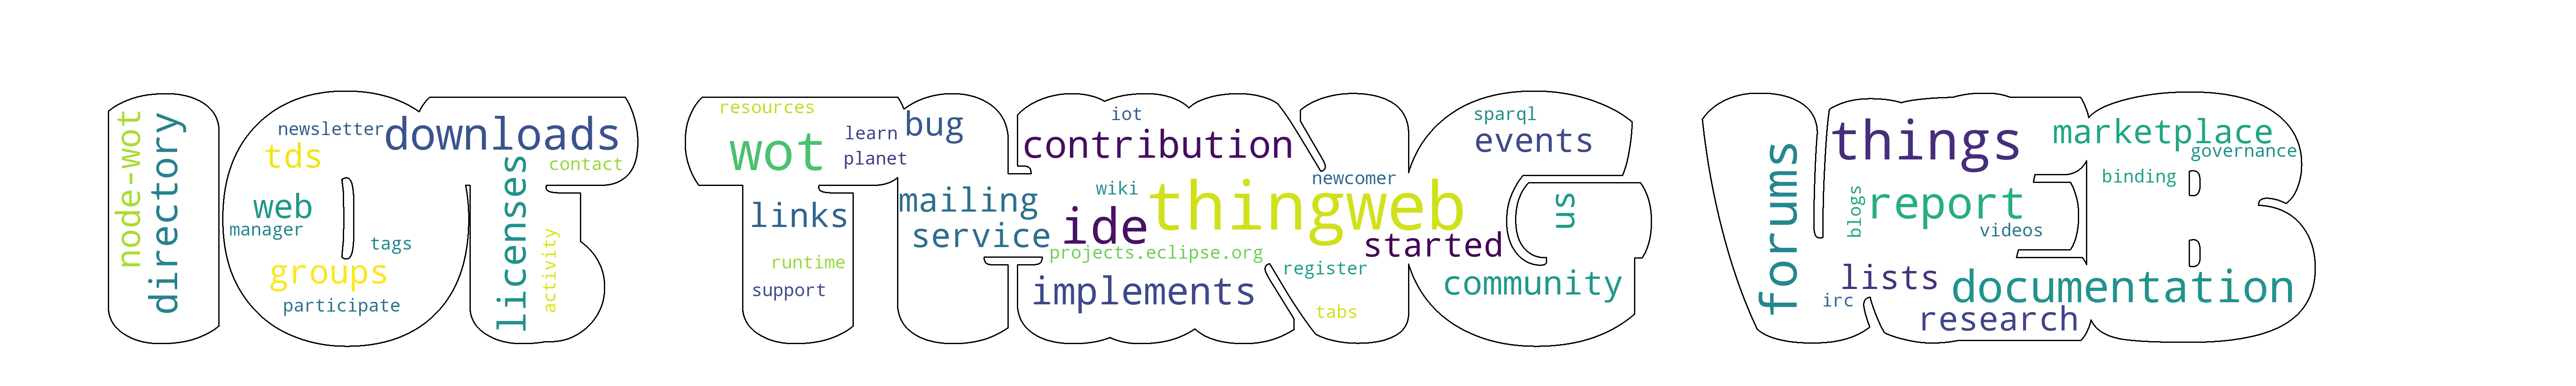 node-wot
directory
newsletter
downloads
tds
contact
web
manager
tags
groups
participate
licenses
activity
resources
wot
learn
bug
planet
links
runtime
support
mailing
service
iot
contribution
wiki
ide
thingweb
newcomer
projects.eclipse.org
started
implements
register
tabs
sparql
events
us
community
forums
things
marketplace
governance
binding
blogs
report
videos
lists
irc
documentation
research